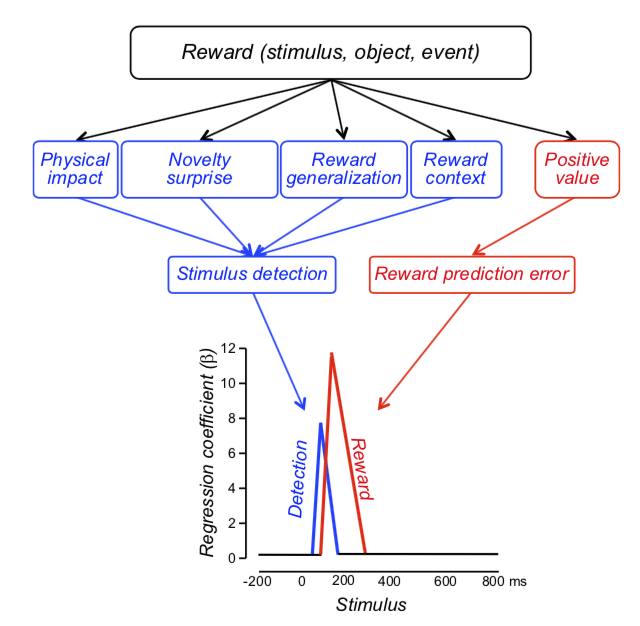 Reward (stimulus, object, event)
Physical
impact
Novelty
surprise
Reward
generalization
Reward
context
Positive
value
Stimulus detection
Reward prediction error
Regression coefficient (β)
12
10
8
6
4
2
0
Detection
Reward
-200 0 200 400 600 800 ms
Stimulus